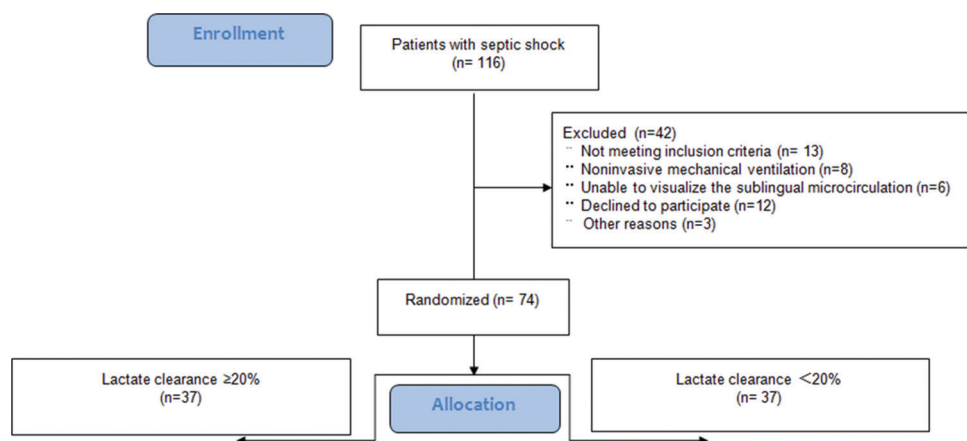 Enrollment
Patients with septic shock
(n= 116)
Excluded (n=42)
¨ Not meeting inclusion criteria (n= 13)
¨ Noninvasive mechanical ventilation (n=8)
¨ Unable to visualize the sublingual microcirculation (n=6)
¨ Declined to participate (n=12)
¨ Other reasons (n=3)
Randomized (n= 74)
Lactate clearance ≥20%
(n=37)
Allocation
Lactate clearance <20%
(n= 37)